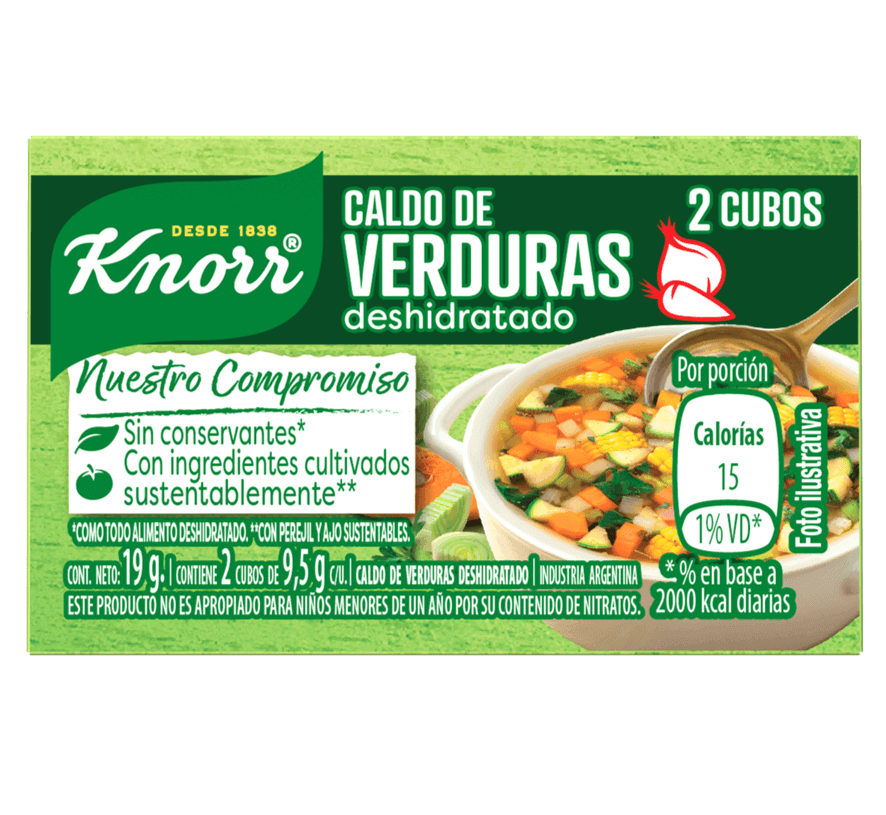 DESDE 1838
Knorr®
CALDO DE
VERDURAS
deshidratado
2 CUBOS
Nuestro Compromiso
Sin conservantes*
Con ingredientes cultivados
sustentablemente**
*COMO TODO ALIMENTO DESHIDRATADO. **CON PEREJIL Y AJO SUSTENTABLES.
CONT. NETO: 19 g. | CONTIENE 2 CUBOS DE 9,5 g C/U. | CALDO DE VERDURAS DESHIDRATADO | INDUSTRIA ARGENTINA
ESTE PRODUCTO NO ES APROPIADO PARA NIÑOS MENORES DE UN AÑO POR SU CONTENIDO DE NITRATOS.
Por porción
Calorías
15
1% VD*
* % en base a
2000 kcal diarias
Foto ilustrativa